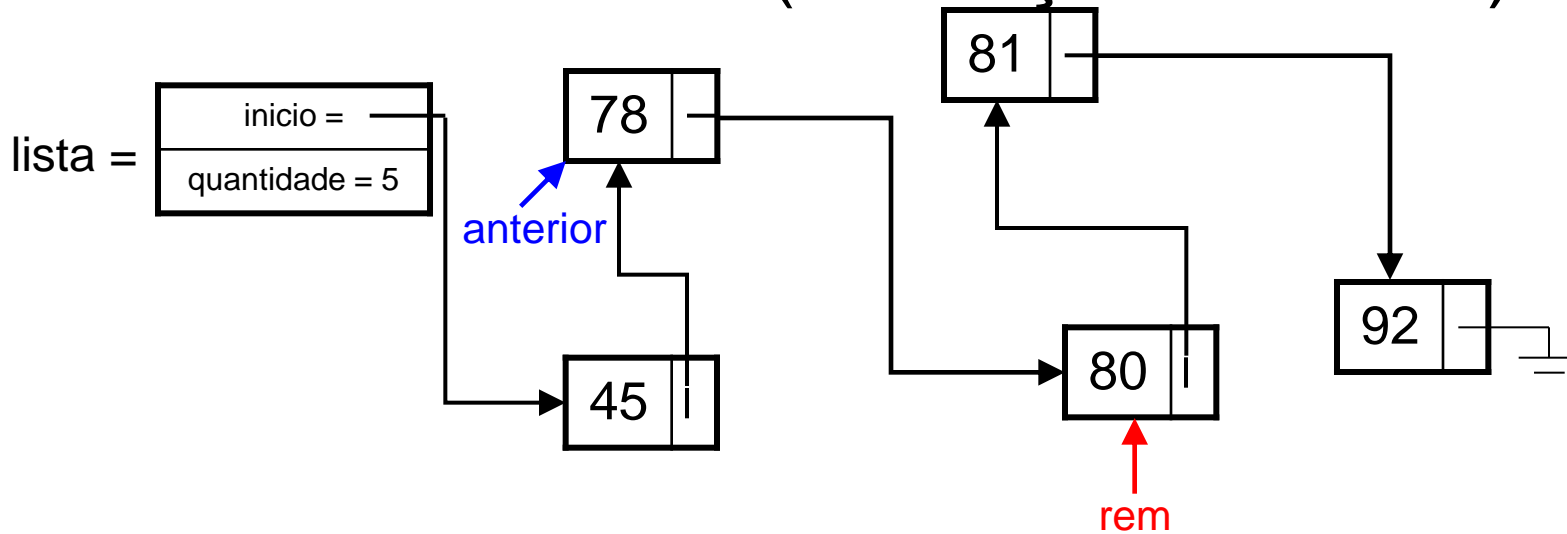 81
inicio =
78
lista =
quantidade = 5
anterior
92
80
45
rem